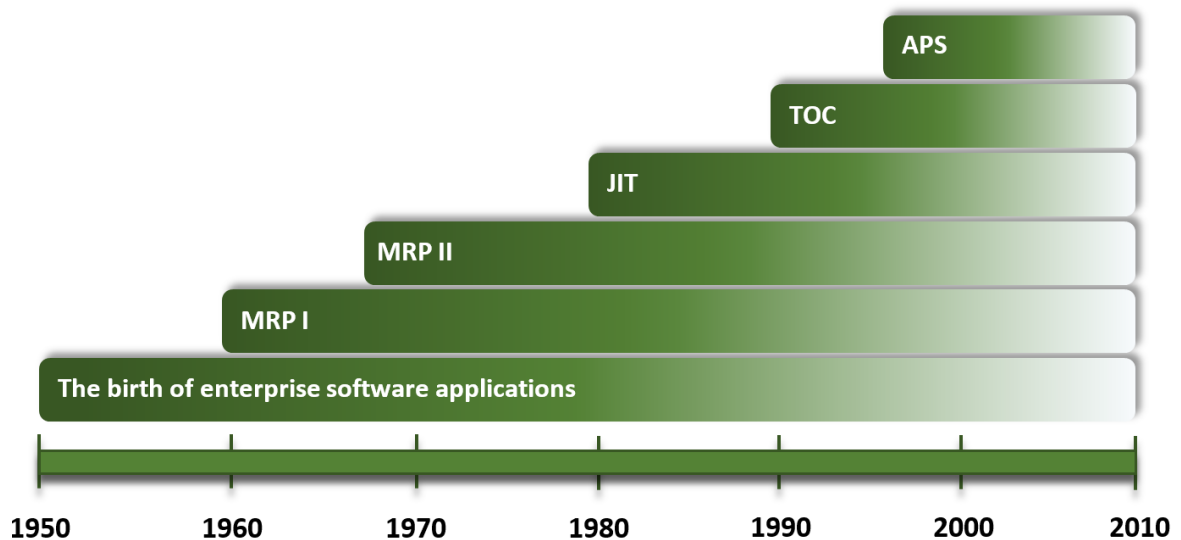 APS
TOC
JIT
MRP II
MRP I
The birth of enterprise software applications
1950 1960 1970 1980 1990 2000 2010